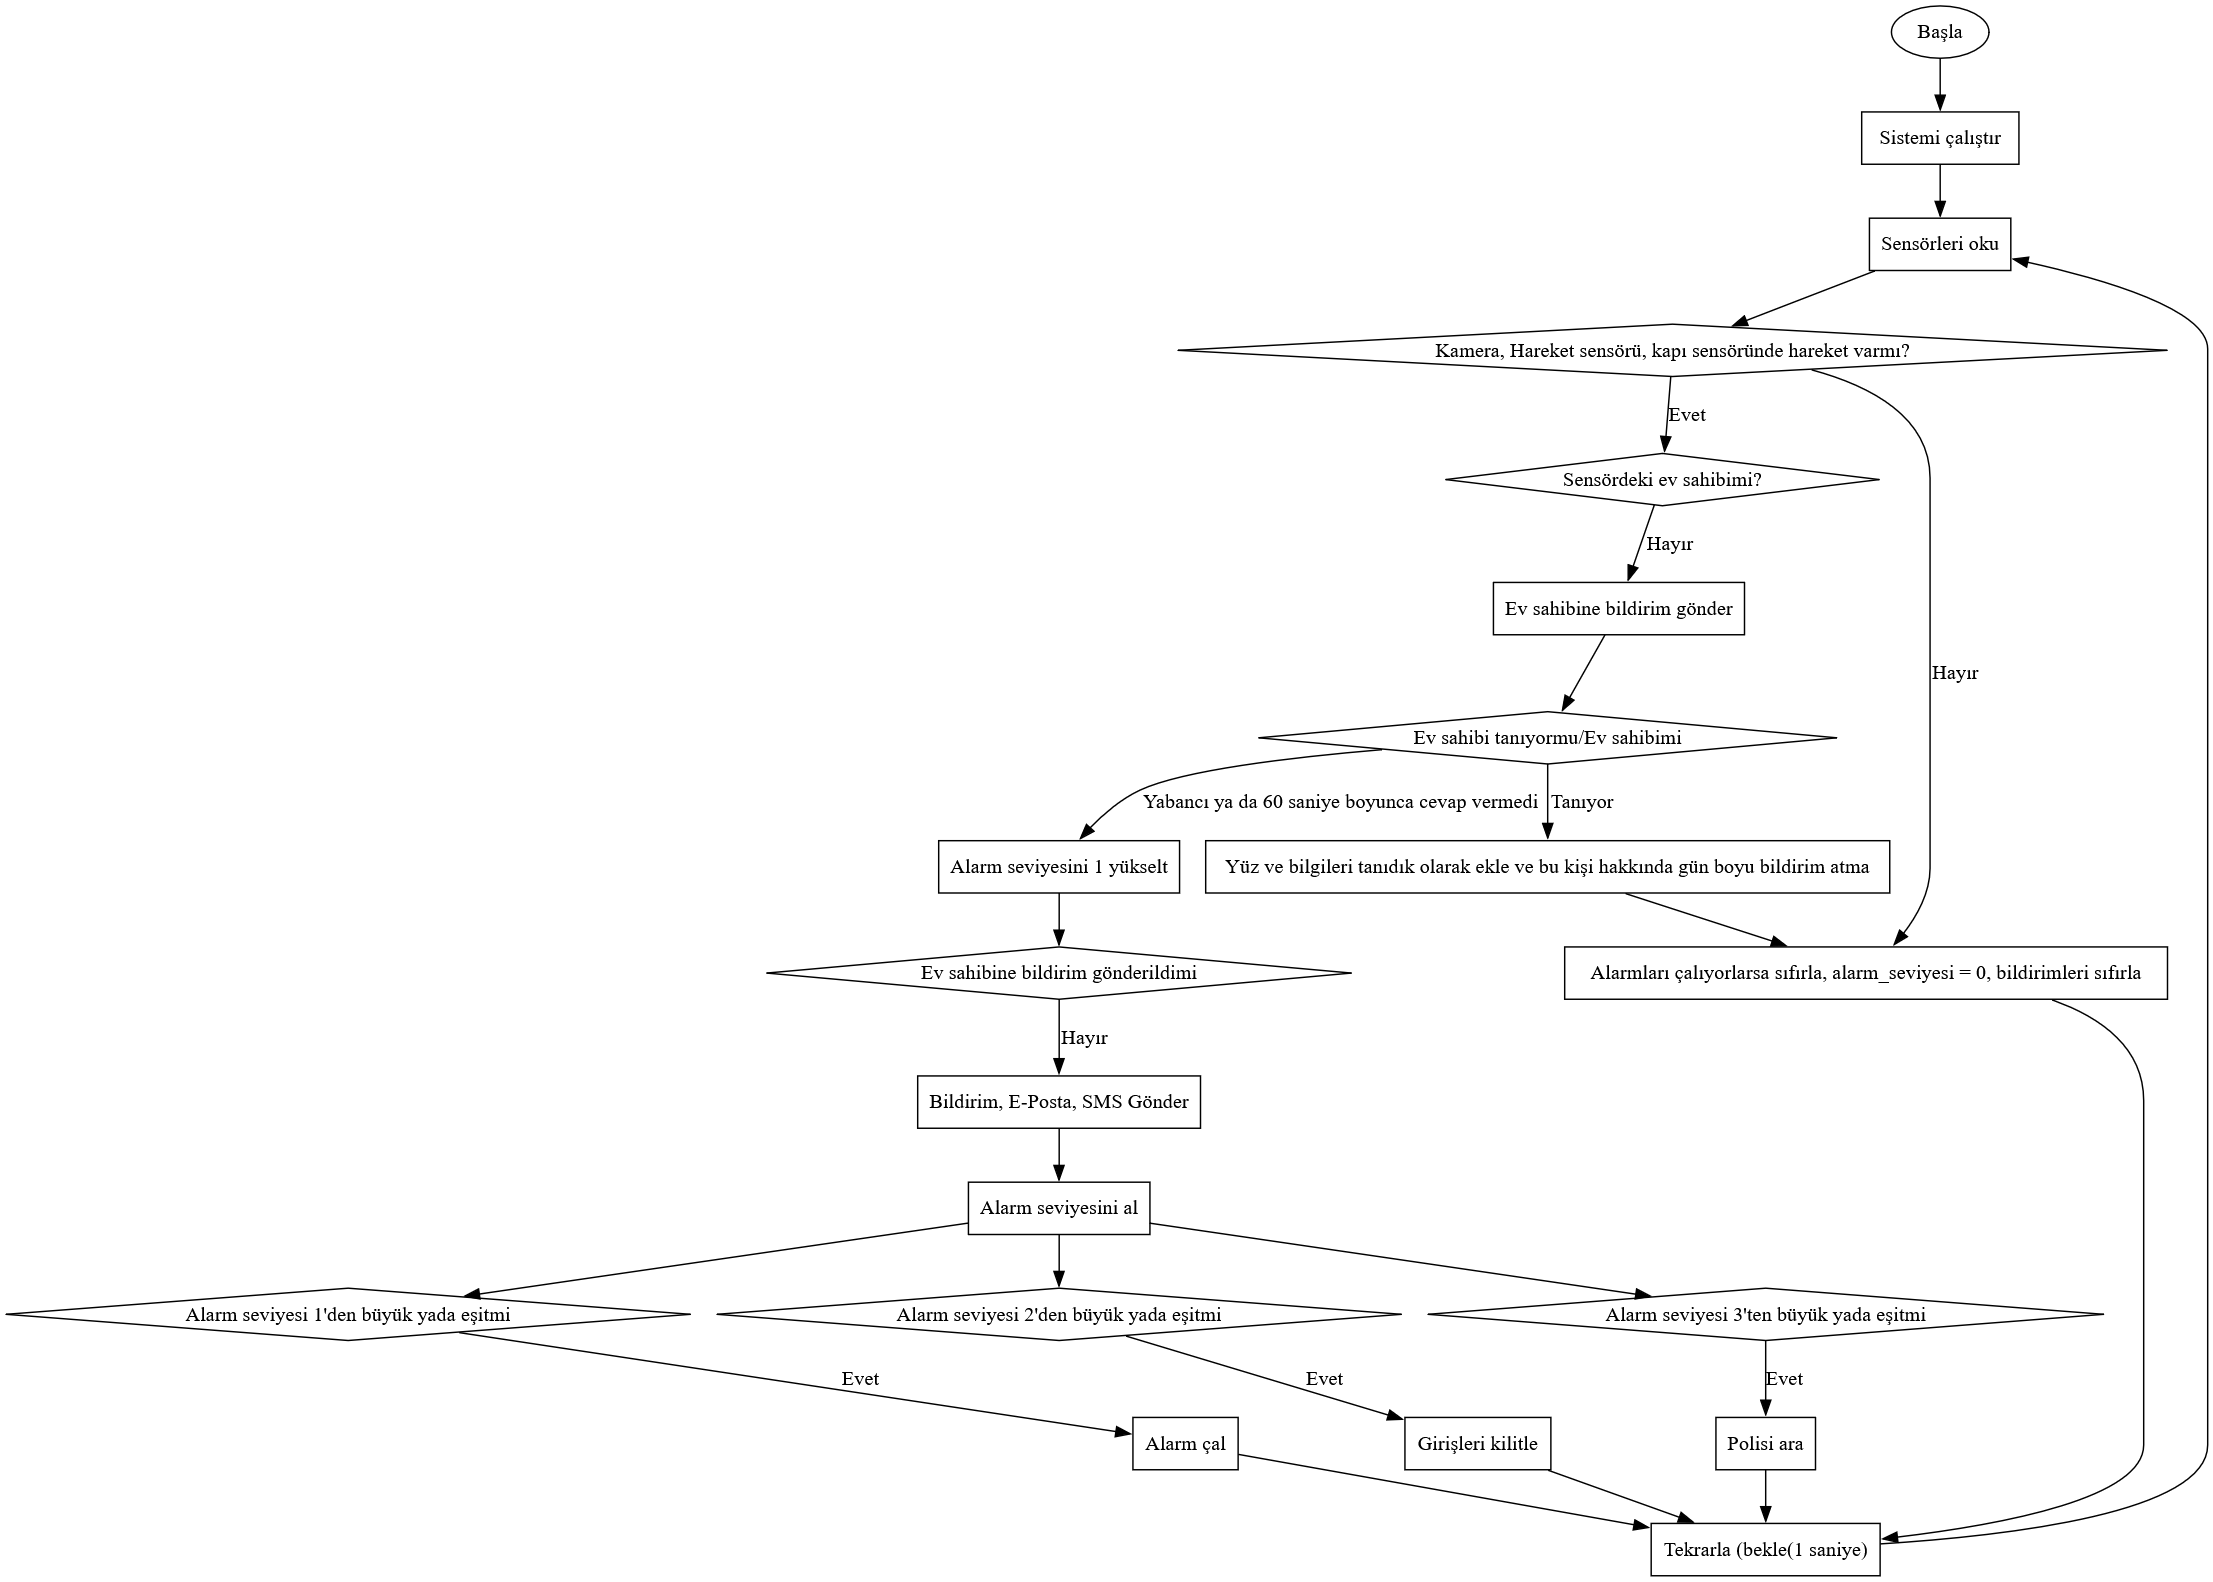 Başla
Sistemi çalıştır
Sensörleri oku
Kamera, Hareket sensörü, kapı sensöründe hareket varmı?
Evet
Sensördeki ev sahibimi?
Hayır
Ev sahibine bildirim gönder
Hayır
Ev sahibi tanıyormu/Ev sahibimi
Yabancı ya da 60 saniye boyunca cevap vermedi
Tanıyor
Alarm seviyesini 1 yükselt
Yüz ve bilgileri tanıdık olarak ekle ve bu kişi hakkında gün boyu bildirim atma
Ev sahibine bildirim gönderildimi
Alarmları çalıyorlarsa sıfırla, alarm_seviyesi = 0, bildirimleri sıfırla
Hayır
Bildirim, E-Posta, SMS Gönder
Alarm seviyesini al
Alarm seviyesi 1'den büyük yada eşitmi
Alarm seviyesi 2'den büyük yada eşitmi
Alarm seviyesi 3'ten büyük yada eşitmi
Evet
Evet
Evet
Alarm çal
Girişleri kilitle
Polisi ara
Tekrarla (bekle(1 saniye)